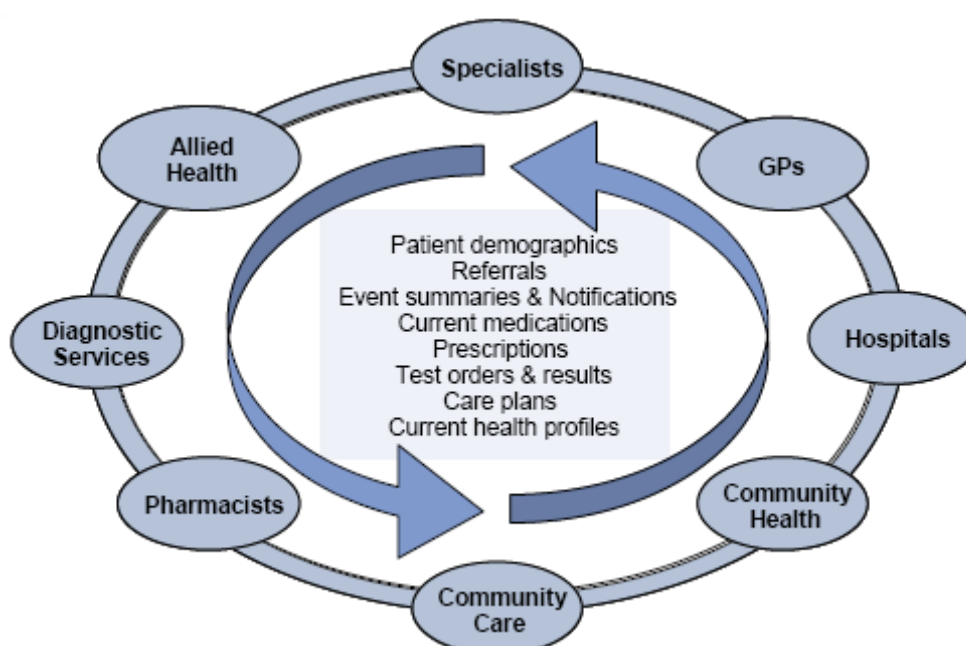 Specialists
Allied
Health
GPs
Patient demographics
Referrals
Event summaries & Notifications
Current medications
Prescriptions
Test orders & results
Care plans
Current health profiles
Diagnostic
Services
Hospitals
Pharmacists
Community
Health
Community
Care